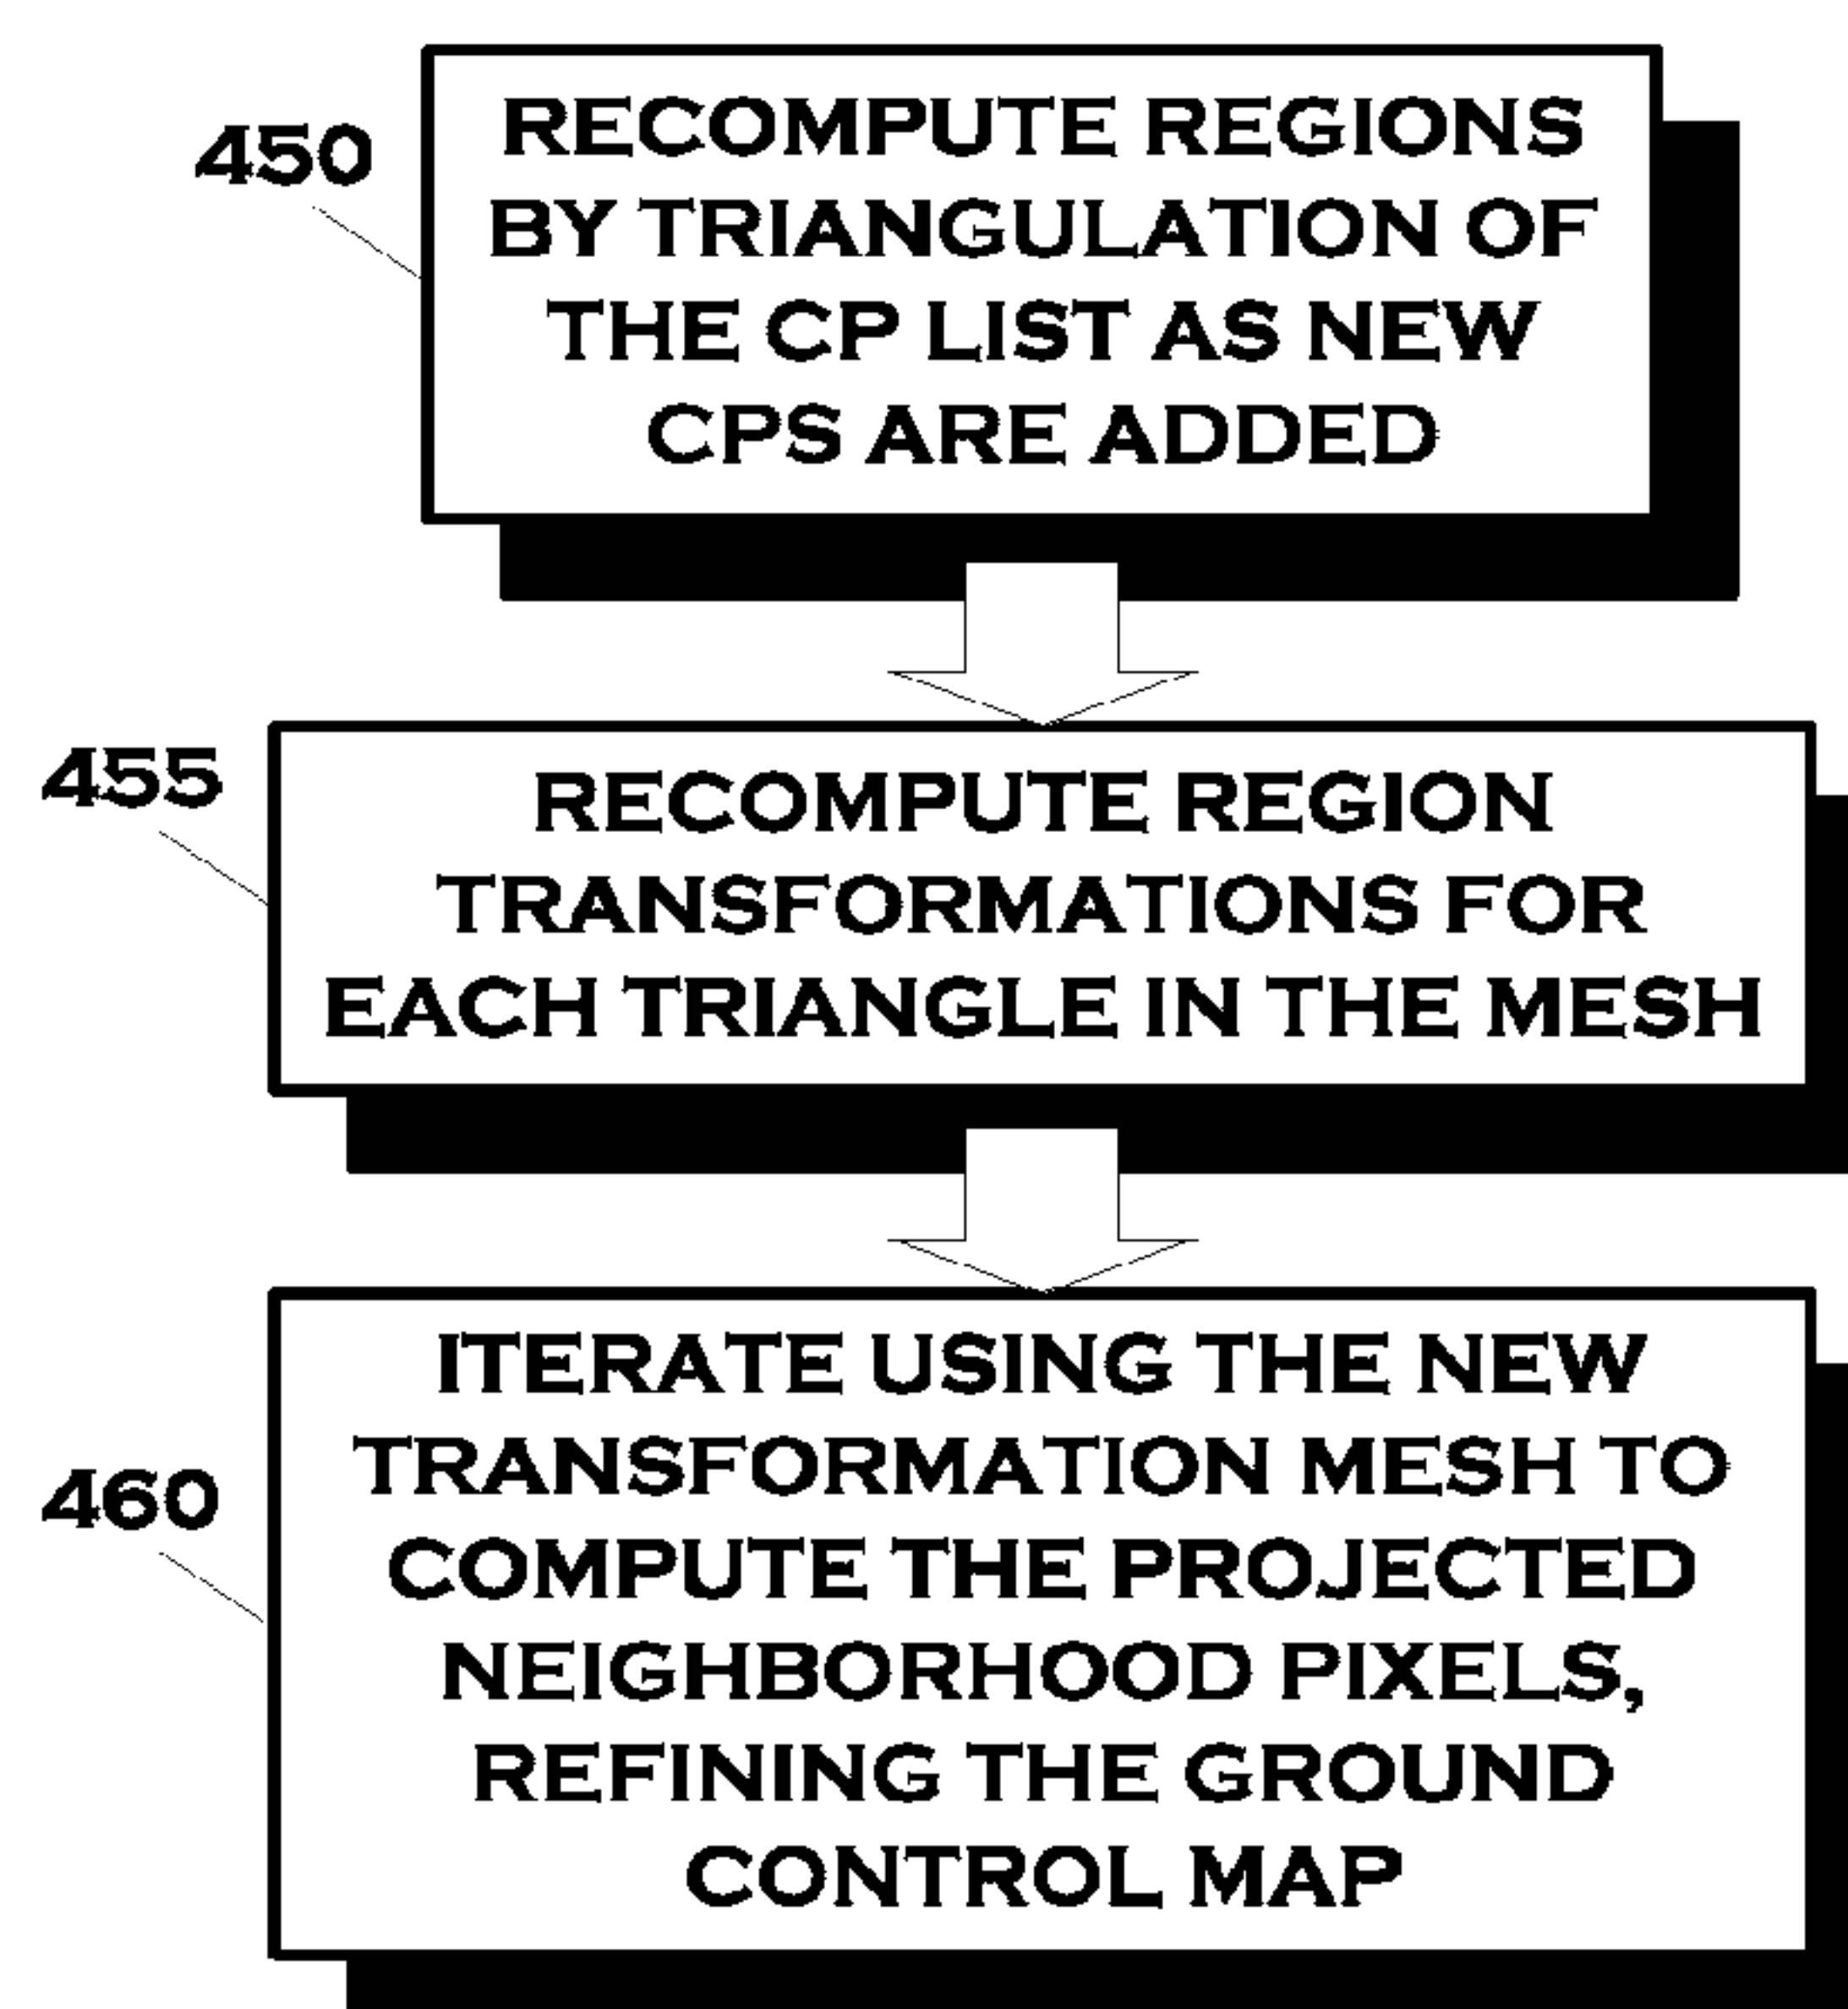 450
RECOMPUTE REGIONS
BY TRIANGULATION OF
THE CP LIST AS NEW
CPS ARE ADDED
455
RECOMPUTE REGION
TRANSFORMATIONS FOR
EACH TRIANGLE IN THE MESH
460
ITERATE USING THE NEW
TRANSFORMATION MESH TO
COMPUTE THE PROJECTED
NEIGHBORHOOD PIXELS,
REFINING THE GROUND
CONTROL MAP